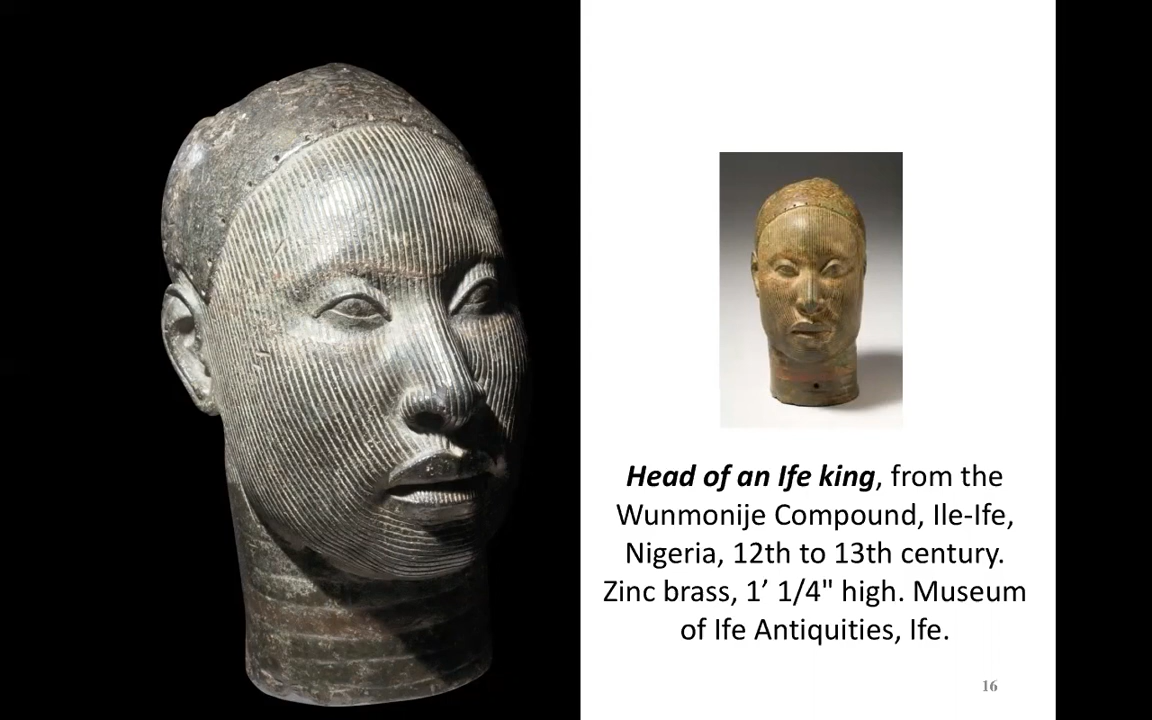 Head of an Ife king, from the
Wunmonije Compound, Ile-Ife,
Nigeria, 12th to 13th century.
Zinc brass, 1’ 1/4" high. Museum
of Ife Antiquities, Ife.
16